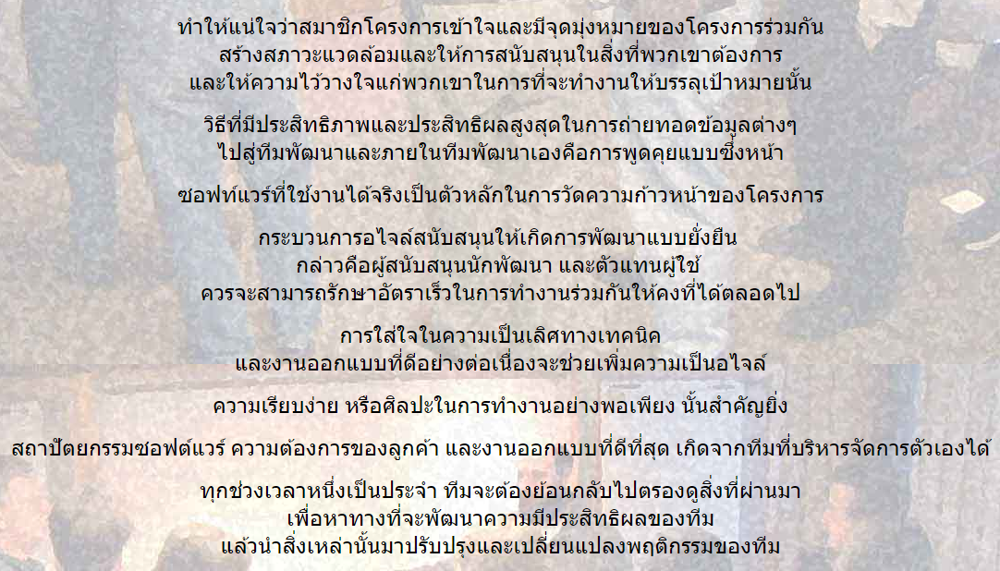 ทำให้แน่ใจว่าสมาชิกโครงการเข้าใจและมีจุดมุ่งหมายของโครงการร่วมกัน
สร้างสภาวะแวดล้อมและให้การสนับสนุนในสิ่งที่พวกเขาต้องการ
และให้ความไว้วางใจแก่พวกเขาในการที่จะทำงานให้บรรลุเป้าหมายนั้น
วิธีที่มีประสิทธิภาพและประสิทธิผลสูงสุดในการถ่ายทอดข้อมูลต่างๆ
ไปสู่ทีมพัฒนาและภายในทีมพัฒนาเองคือการพูดคุยแบบซึ่งหน้า
ซอฟท์แวร์ที่ใช้งานได้จริงเป็นตัวหลักในการวัดความก้าวหน้าของโครงการ
กระบวนการอไจล์สนับสนุนให้เกิดการพัฒนาแบบยั่งยืน
กล่าวคือผู้สนับสนุนนักพัฒนา และตัวแทนผู้ใช้
ควรจะสามารถรักษาอัตราเร็วในการทำงานร่วมกันให้คงที่ได้ตลอดไป
การใส่ใจในความเป็นเลิศทางเทคนิค
และงานออกแบบที่ดีอย่างต่อเนื่องจะช่วยเพิ่มความเป็นอไจล์
ความเรียบง่าย หรือศิลปะในการทำงานอย่างพอเพียง นั้นสำคัญยิ่ง
สถาปัตยกรรมซอฟต์แวร์ ความต้องการของลูกค้า และงานออกแบบที่ดีที่สุด เกิดจากทีมที่บริหารจัดการตัวเองได้
ทุกช่วงเวลาหนึ่งเป็นประจำ ทีมจะต้องย้อนกลับไปตรองดูสิ่งที่ผ่านมา
เพื่อหาทางที่จะพัฒนาความมีประสิทธิผลของทีม
แล้วนำสิ่งเหล่านั้นมาปรับปรุงและเปลี่ยนแปลงพฤติกรรมของทีม